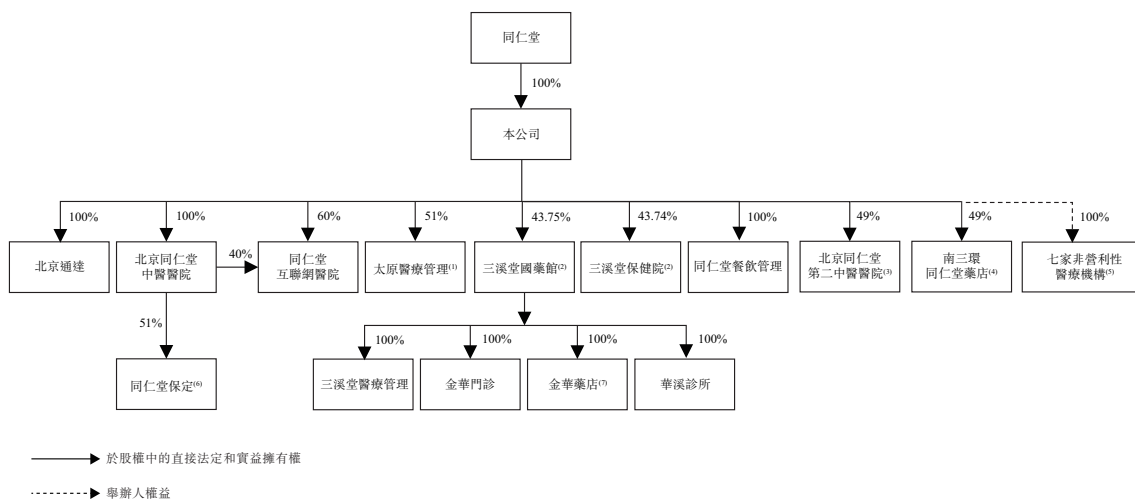 同仁堂
100%
本公司
100%
100%
60%
51%
43.75%
43.74%
100%
49%
49%
100%
北京通達
北京同仁堂
中醫醫院
40%
同仁堂
互聯網醫院
太原醫療管理(1)
三溪堂國藥館(2)
三溪堂保健院(2)
同仁堂餐飲管理
北京同仁堂
第二中醫醫院(3)
南三環
同仁堂藥店(4)
七家非營利性
醫療機構(5)
51%
100%
100%
100%
100%
同仁堂保定(6)
三溪堂醫療管理
金華門診
金華藥店(7)
華溪診所
於股權中的直接法定和實益擁有權
舉辦人權益